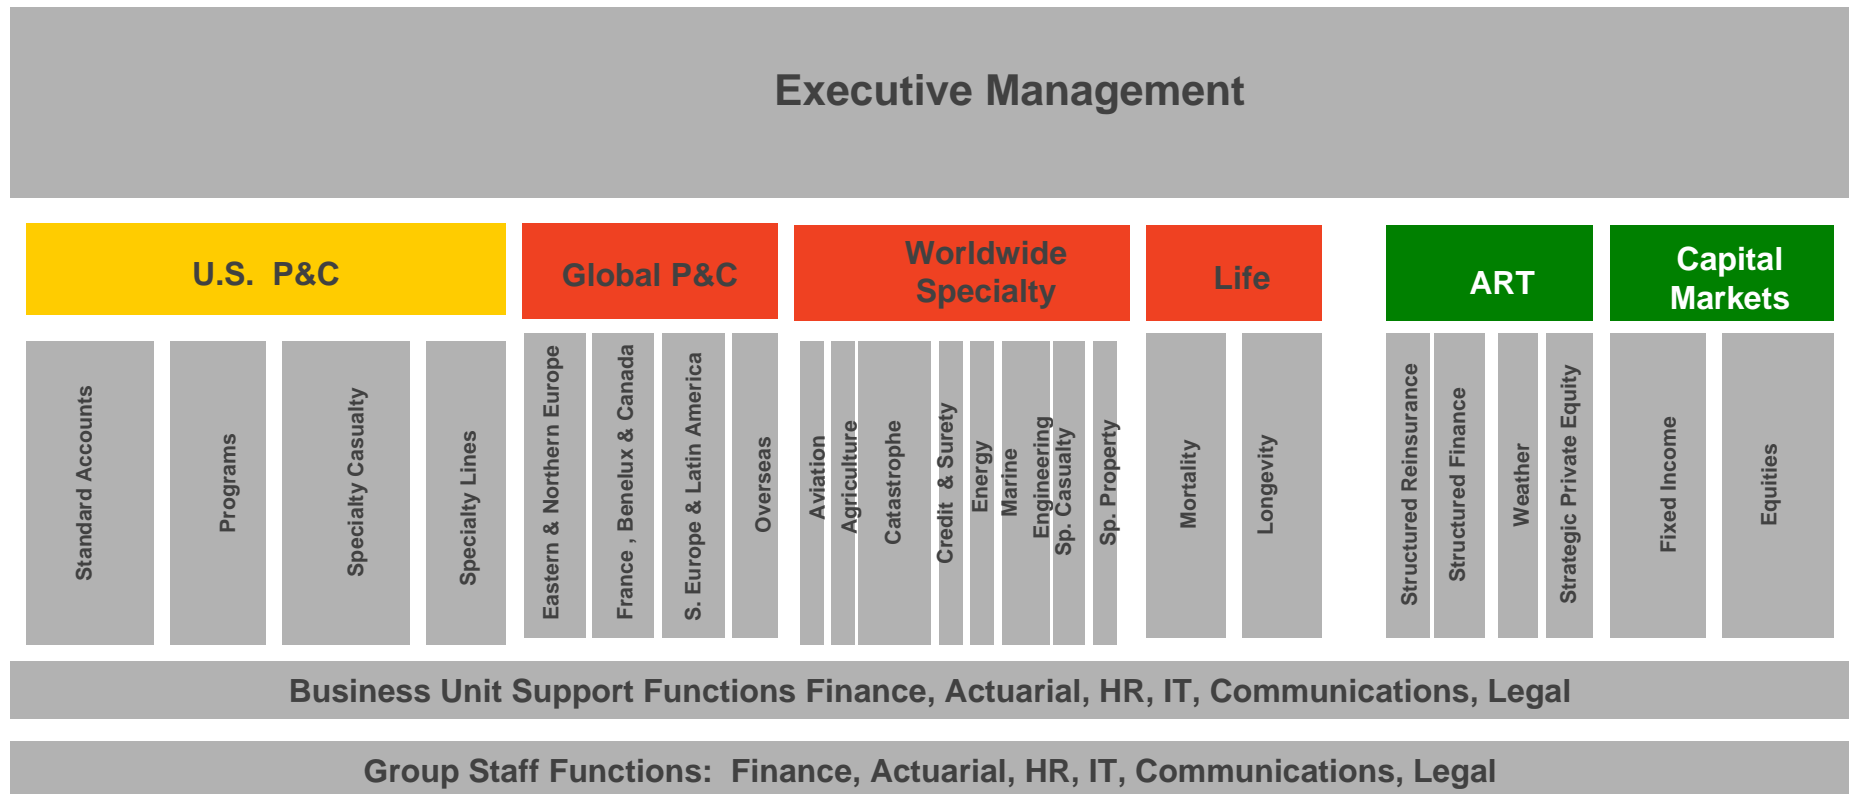 Executive Management
U.S.  P&C
Global P&C
Worldwide
Specialty
Life
ART
Capital
Markets
Standard Accounts
Programs
Specialty Casualty
Specialty Lines
Eastern & Northern Europe
France , Benelux & Canada
S. Europe & Latin America
Overseas
Aviation
Agriculture
Catastrophe
Credit  & Surety
Energy
Marine
Engineering
Sp. Casualty
Sp. Property
Mortality
Longevity
Structured Reinsurance
Structured Finance
Weather
Strategic Private Equity
Fixed Income
Equities
Business Unit Support Functions Finance, Actuarial, HR, IT, Communications, Legal
Group Staff Functions:  Finance, Actuarial, HR, IT, Communications, Legal